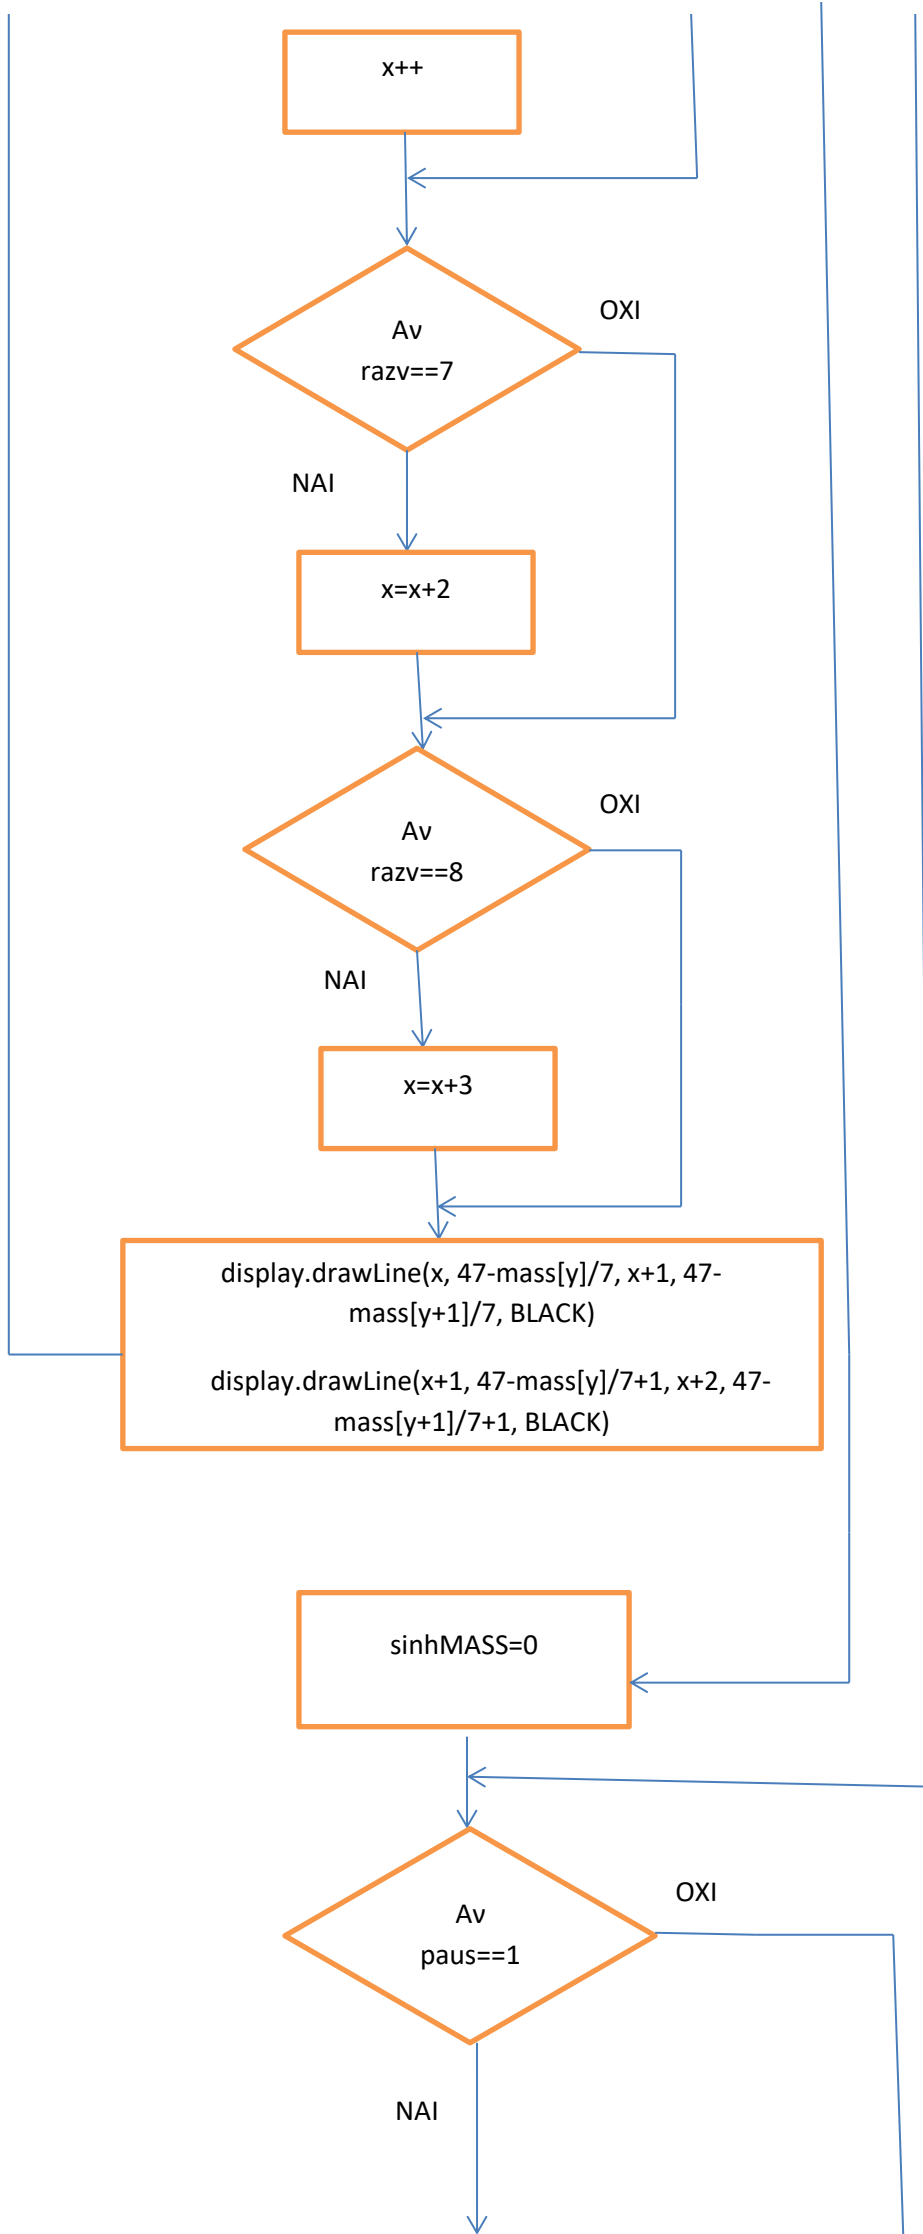 x++
ΟΧΙ
Αν
razv==7
ΝΑΙ
x=x+2
ΟΧΙ
Αν
razv==8
ΝΑΙ
x=x+3
display.drawLine(x, 47-mass[y]/7, x+1, 47-
mass[y+1]/7, BLACK)
display.drawLine(x+1, 47-mass[y]/7+1, x+2, 47-
mass[y+1]/7+1, BLACK)
sinhMASS=0
ΟΧΙ
Αν
paus==1
ΝΑΙ